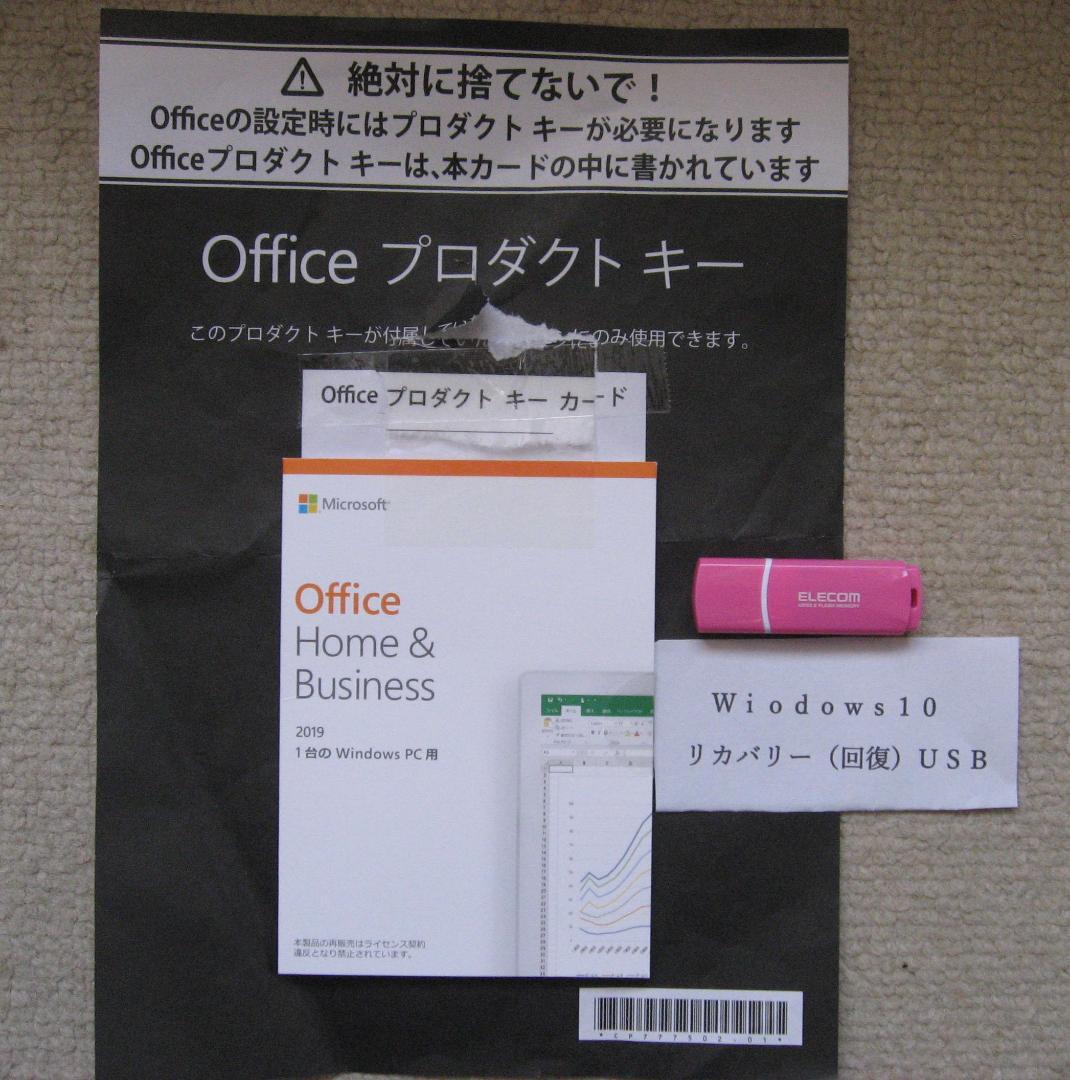 絶対に捨てないで！
Officeの設定時にはプロダクト キーが必要になります
Officeプロダクト キーは、本カードの中に書かれています
Office プロダクト キー
このプロダクト キーが付属して にのみ使用できます。
Office プロダクト キー カード
Microsoft
Office
Home &
Business
2019
1 台の Windows PC 用
本製品の再販売はライセンス契約
違反となり禁止されています。
ELECOM
Wiodows10
リカバリー（回復）USB
*CP777502-01*